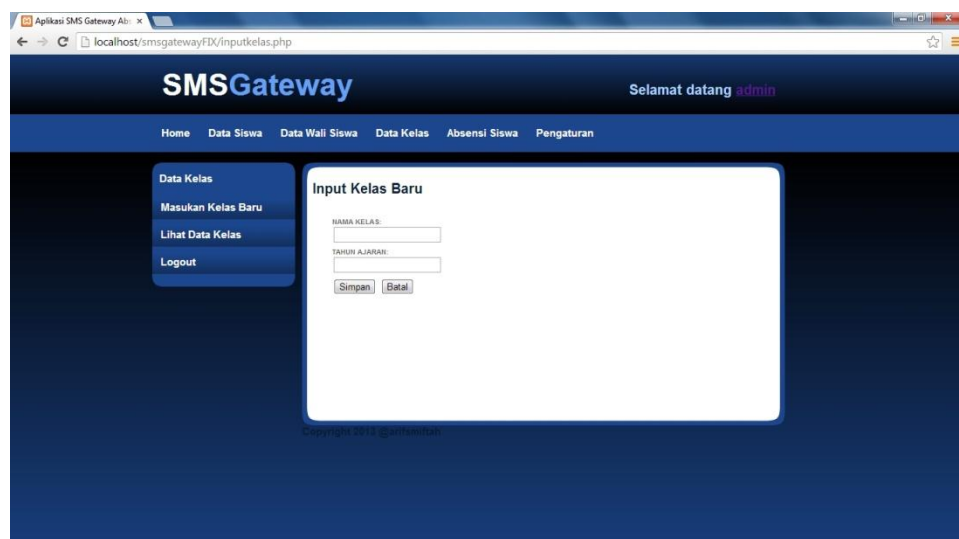 Aplikasi SMS Gateway Ab
localhost/smsgatewayFIX/inputkelas.php
SMSGateway
Selamat datang admin
Home Data Siswa Data Wali Siswa Data Kelas Absensi Siswa Pengaturan
Data Kelas
Masukan Kelas Baru
Lihat Data Kelas
Logout
Input Kelas Baru
NAMA KELAS:
TAHUN AJARAN:
Simpan Batal
Copyright 2013